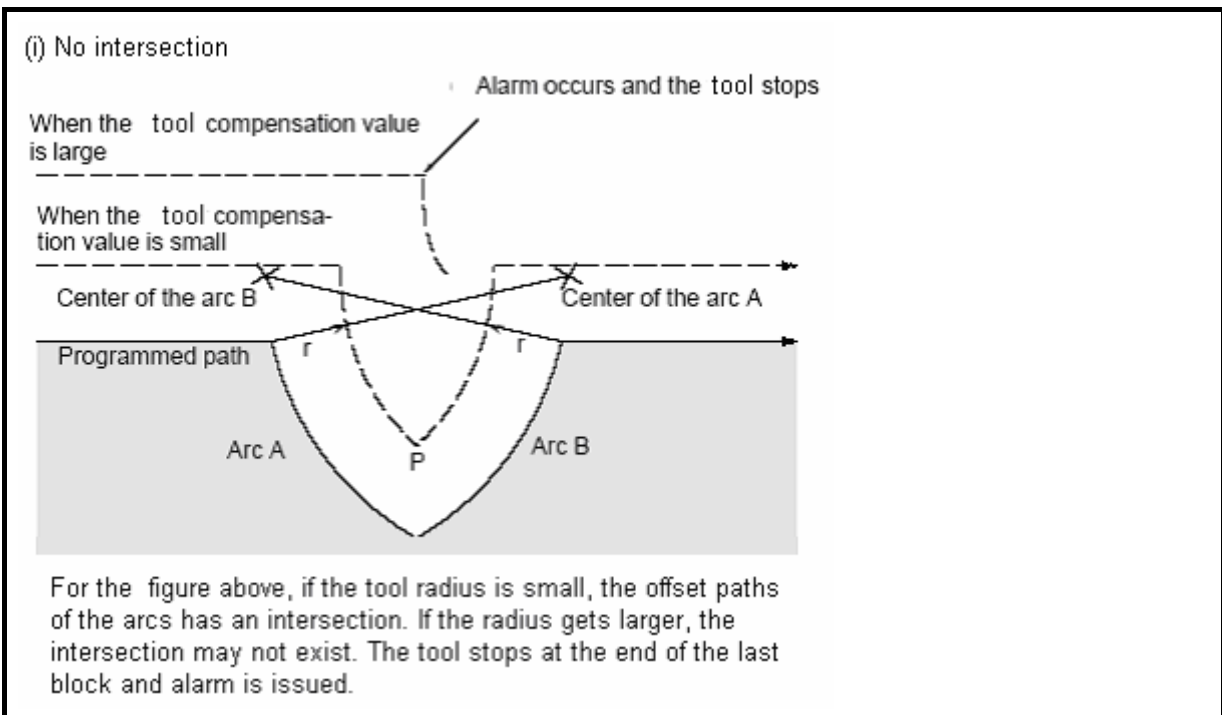 (i) No intersection
Alarm occurs and the tool stops
When the tool compensation value
is large
When the tool compensa-
tion value is small
Center of the arc B
Center of the arc A
Programmed path
r
r
Arc A
P
Arc B
For the figure above, if the tool radius is small, the offset paths
of the arcs has an intersection. If the radius gets larger, the
intersection may not exist. The tool stops at the end of the last
block and alarm is issued.